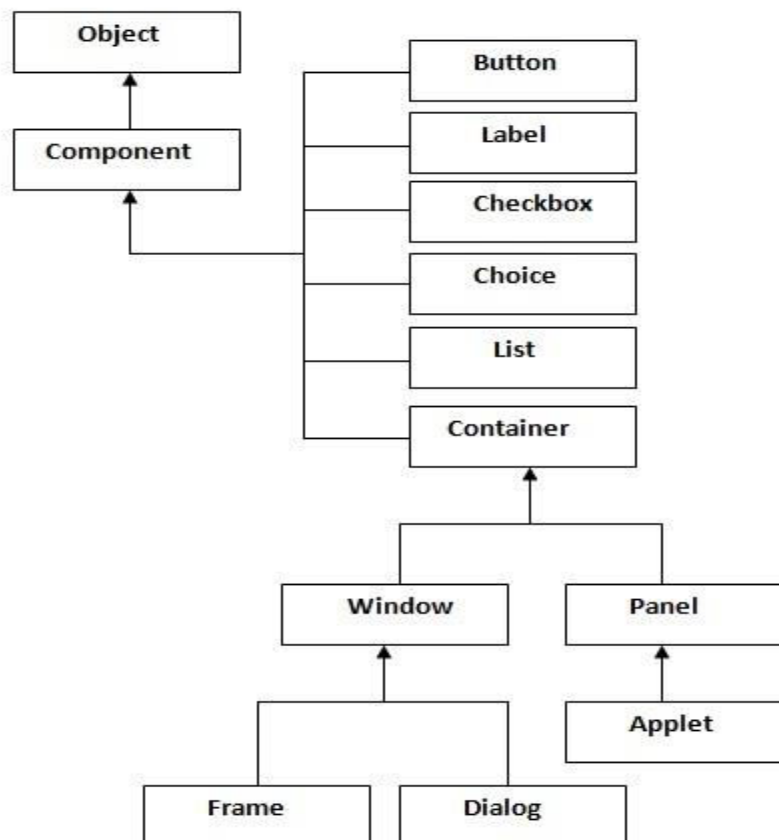 Object
Component
Button
Label
Checkbox
Choice
List
Container
Window
Panel
Applet
Frame
Dialog